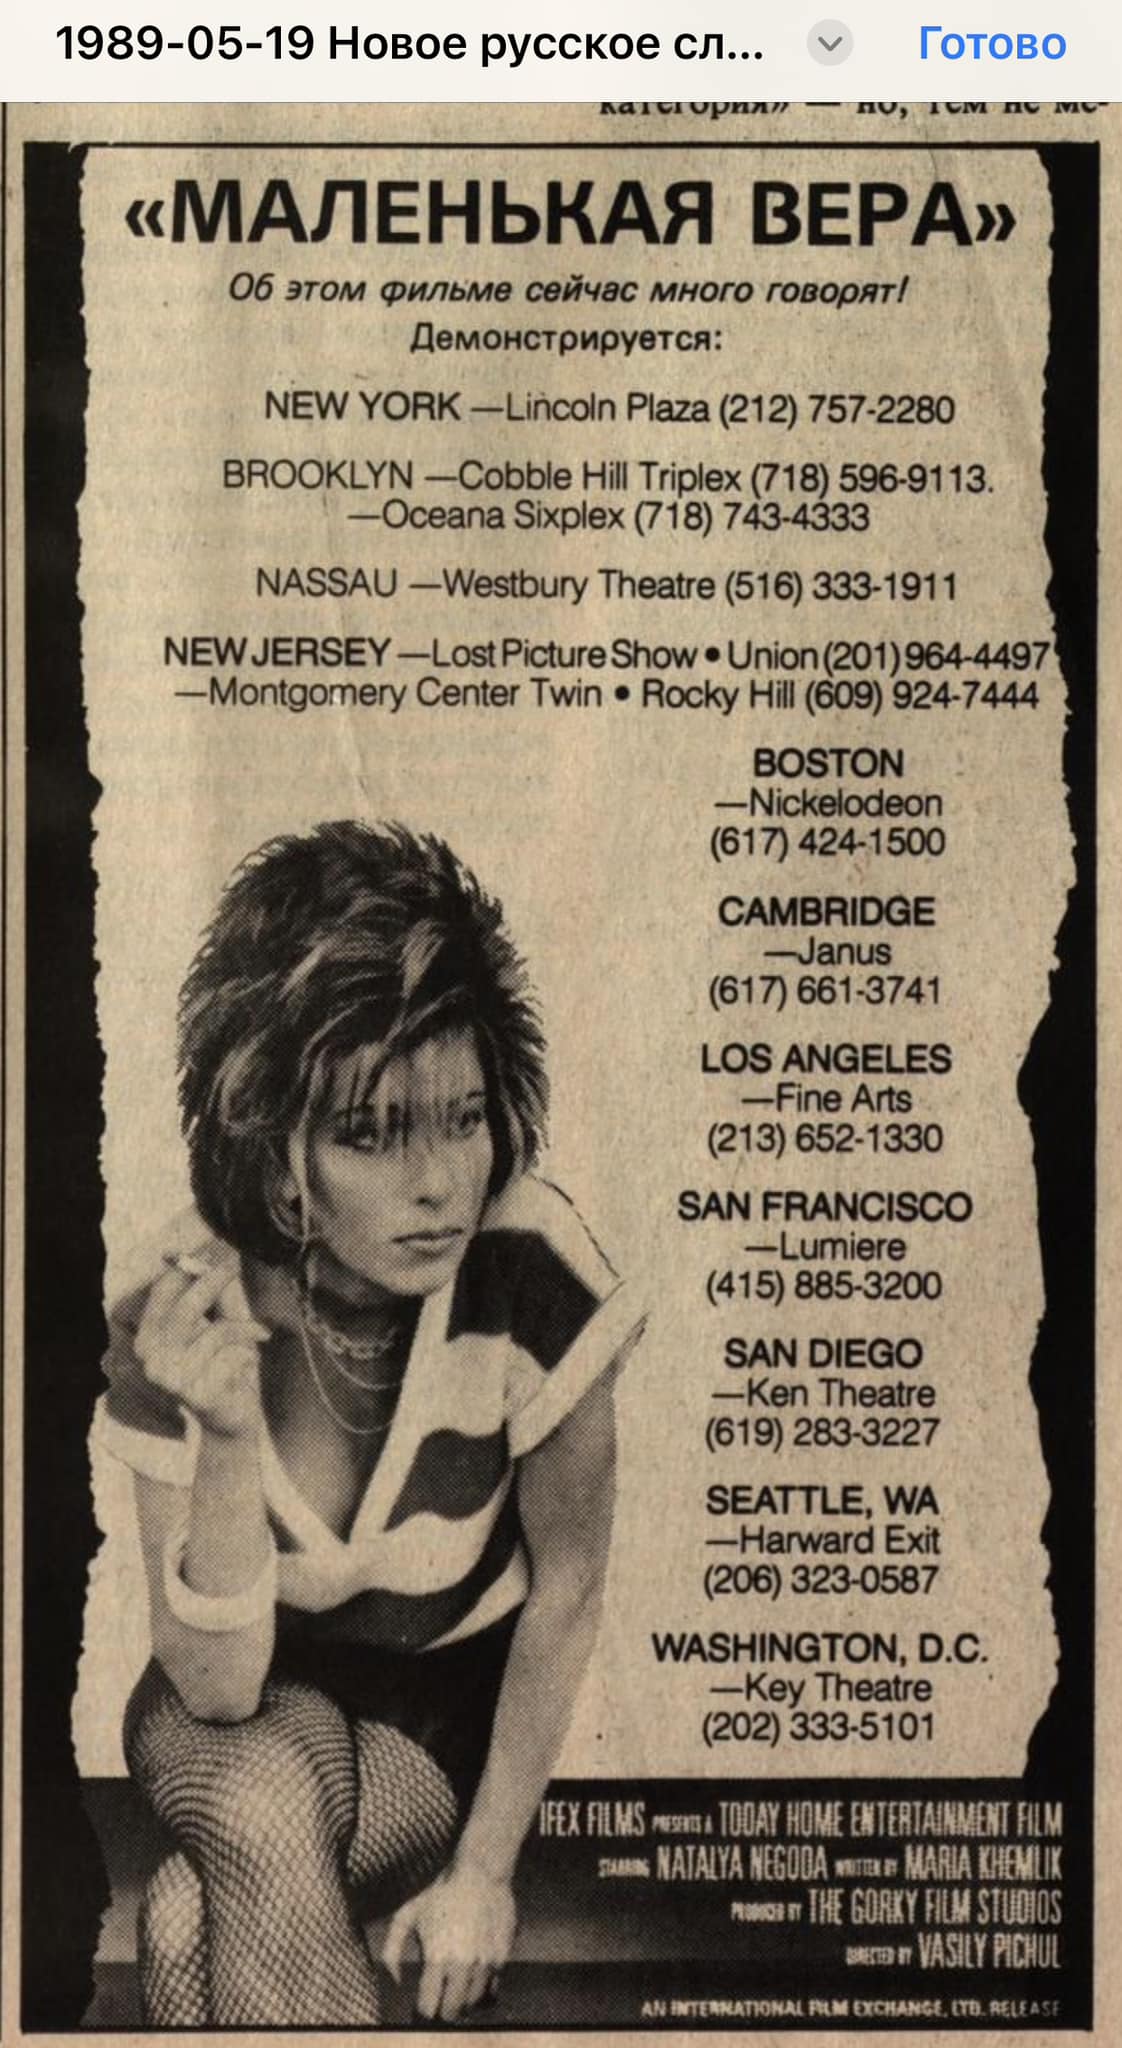 1989-05-19 Новое русское сл...
Готово
категория» — но, тем не ме-
«МАЛЕНЬКАЯ ВЕРА»
Об этом фильме сейчас много говорят!
Демонстрируется:
NEW YORK —Lincoln Plaza (212) 757-2280
BROOKLYN —Cobble Hill Triplex (718) 596-9113.
—Oceana Sixplex (718) 743-4333
NASSAU —Westbury Theatre (516) 333-1911
NEW JERSEY —Lost Picture Show • Union (201) 964-4497
—Montgomery Center Twin • Rocky Hill (609) 924-7444
BOSTON
—Nickelodeon
(617) 424-1500
CAMBRIDGE
—Janus
(617) 661-3741
LOS ANGELES
—Fine Arts
(213) 652-1330
SAN FRANCISCO
—Lumiere
(415) 885-3200
SAN DIEGO
—Ken Theatre
(619) 283-3227
SEATTLE, WA
—Harward Exit
(206) 323-0587
WASHINGTON, D.C.
—Key Theatre
(202) 333-5101
IFEX FILMS PRESENTS A TODAY HOME ENTERTAINMENT FILM
STARRING NATALYA NEGODA WRITTEN BY MARIA KHEMLIK
PRODUCED BY THE GORKY FILM STUDIOS
DIRECTED BY VASILY PICHUL
AN INTERNATIONAL FILM EXCHANGE, LTD. RELEASE